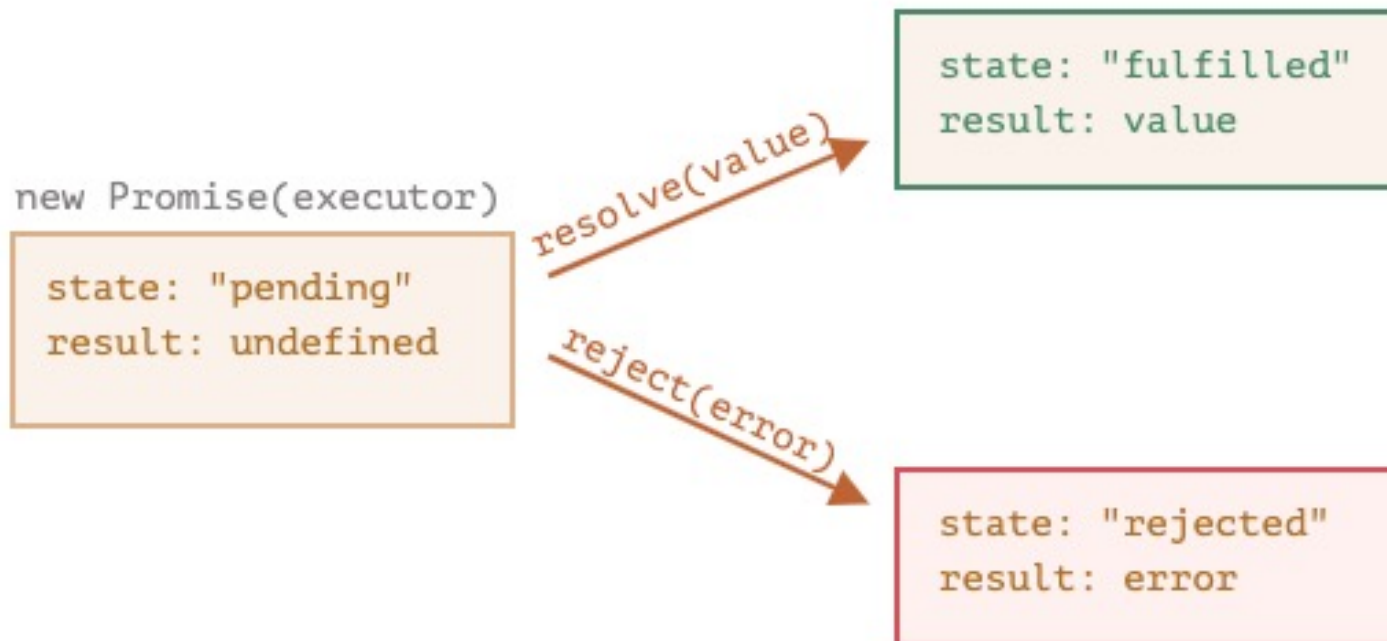 new Promise(executor)
state: "pending"
result: undefined
resolve(value)
reject(error)
state: "fulfilled"
result: value
state: "rejected"
result: error